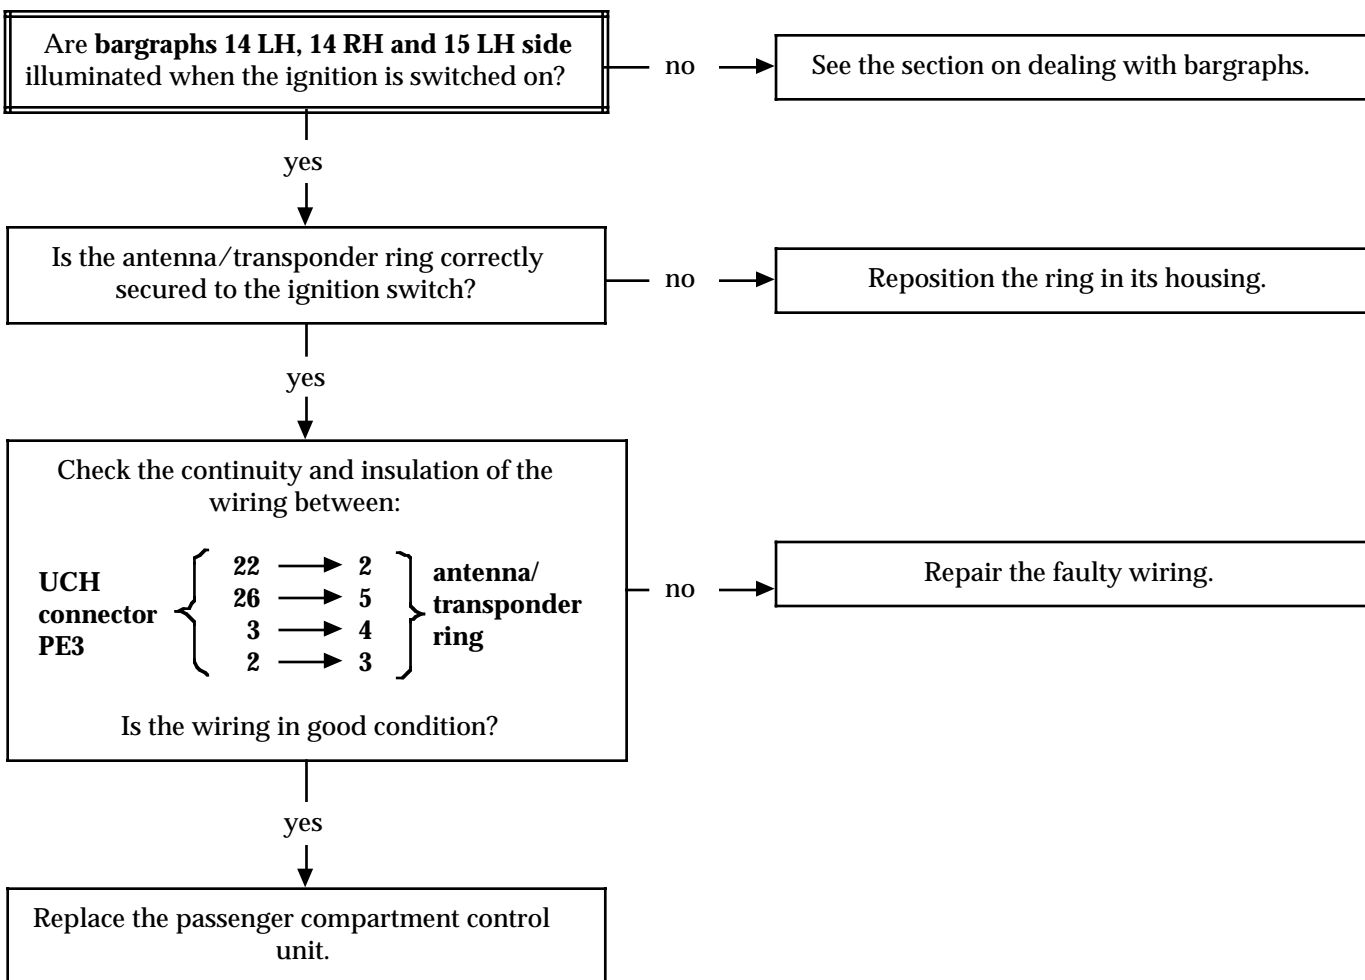 Are bargraphs 14 LH, 14 RH and 15 LH side
illuminated when the ignition is switched on?
no
See the section on dealing with bargraphs.
yes
Is the antenna/transponder ring correctly
secured to the ignition switch?
no
Reposition the ring in its housing.
yes
Check the continuity and insulation of the
wiring between:
UCH
connector
PE3
22 2
26 5
3 4
2 3
antenna/
transponder
ring
Is the wiring in good condition?
no
Repair the faulty wiring.
yes
Replace the passenger compartment control
unit.